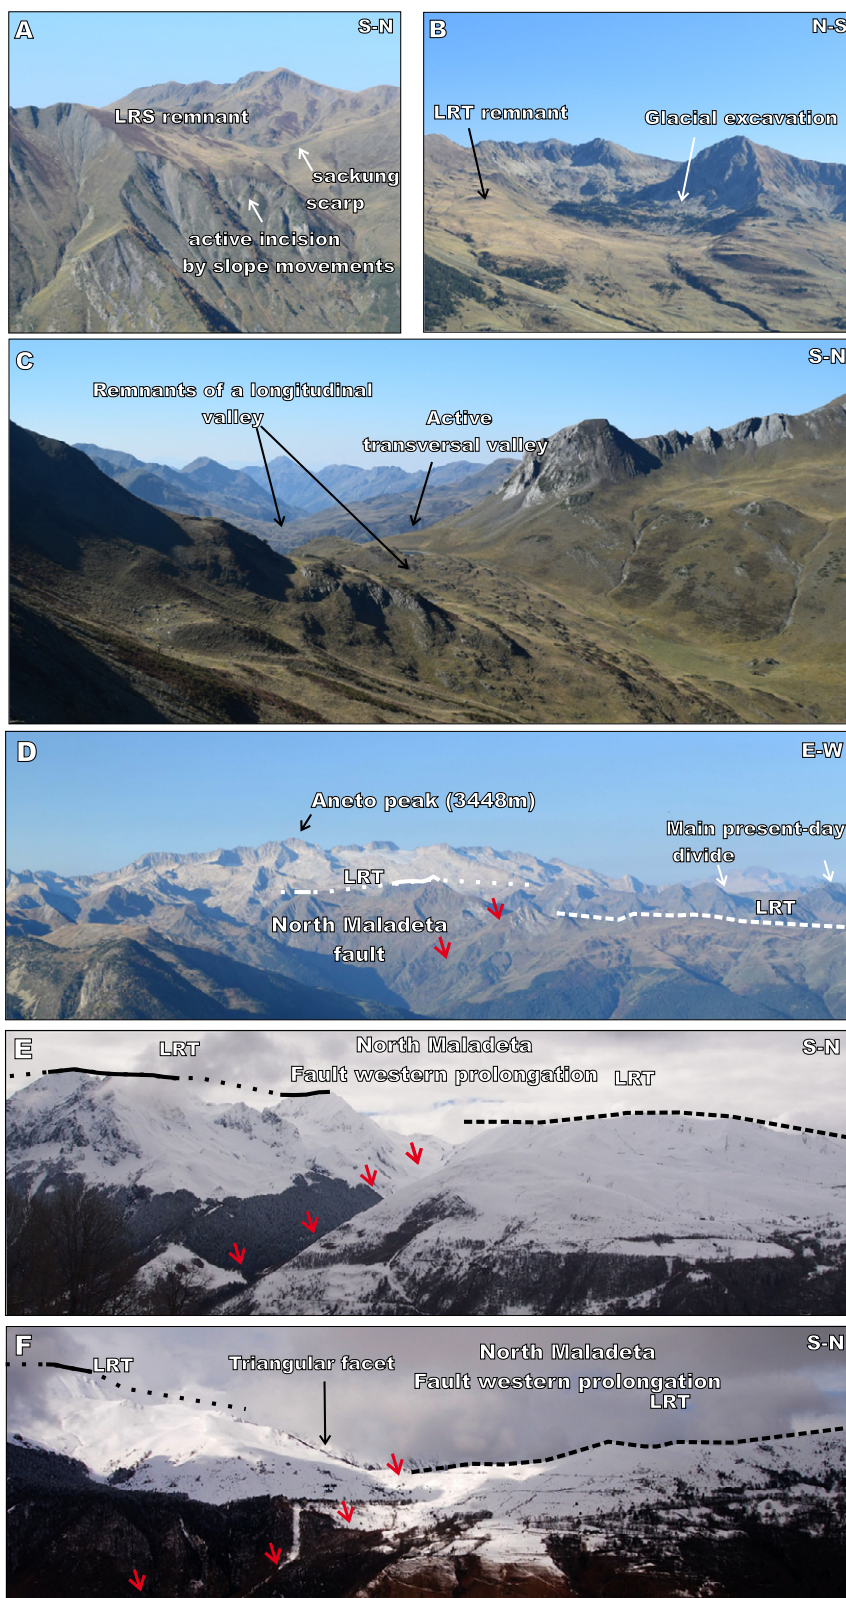 A
S-N
LRS remnant
sackung
scarp
active incision
by slope movements
B
N-S
LRT remnant
Glacial excavation
C
S-N
Remnants of a longitudinal
valley
Active
transversal valley
D
E-W
Aneto peak (3448m)
Main present-day
divide
LRT
LRT
North Maladeta
fault
E
S-N
LRT
North Maladeta
Fault western prolongation
LRT
F
S-N
LRT
Triangular facet
North Maladeta
Fault western prolongation
LRT